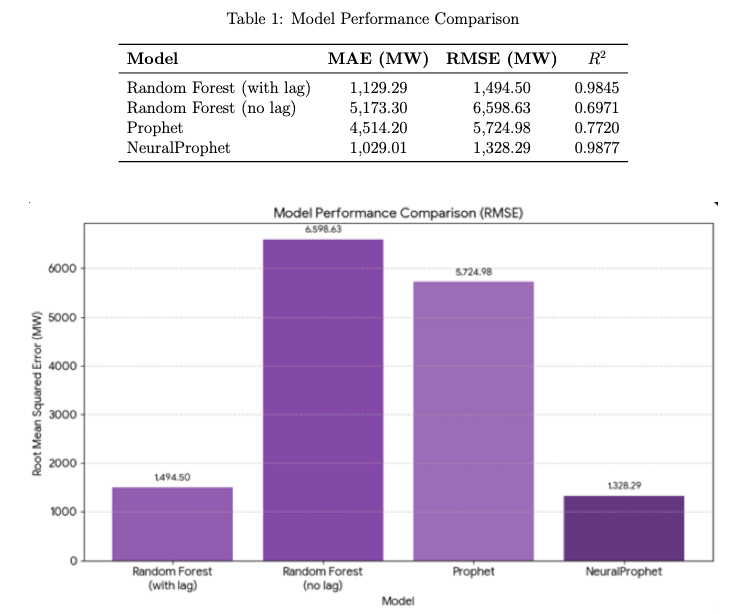 Table 1: Model Performance Comparison
Model MAE (MW) RMSE (MW) R²
Random Forest (with lag) 1,129.29 1,494.50 0.9845
Random Forest (no lag) 5,173.30 6,598.63 0.6971
Prophet 4,514.20 5,724.98 0.7720
NeuralProphet 1,029.01 1,328.29 0.9877
Model Performance Comparison (RMSE)
6,598.63
5,724.98
1,494.50
1,328.29
Root Mean Squared Error (MW)
6000
5000
4000
3000
2000
1000
0
Random Forest
(with lag)
Random Forest
(no lag)
Prophet
NeuralProphet
Model